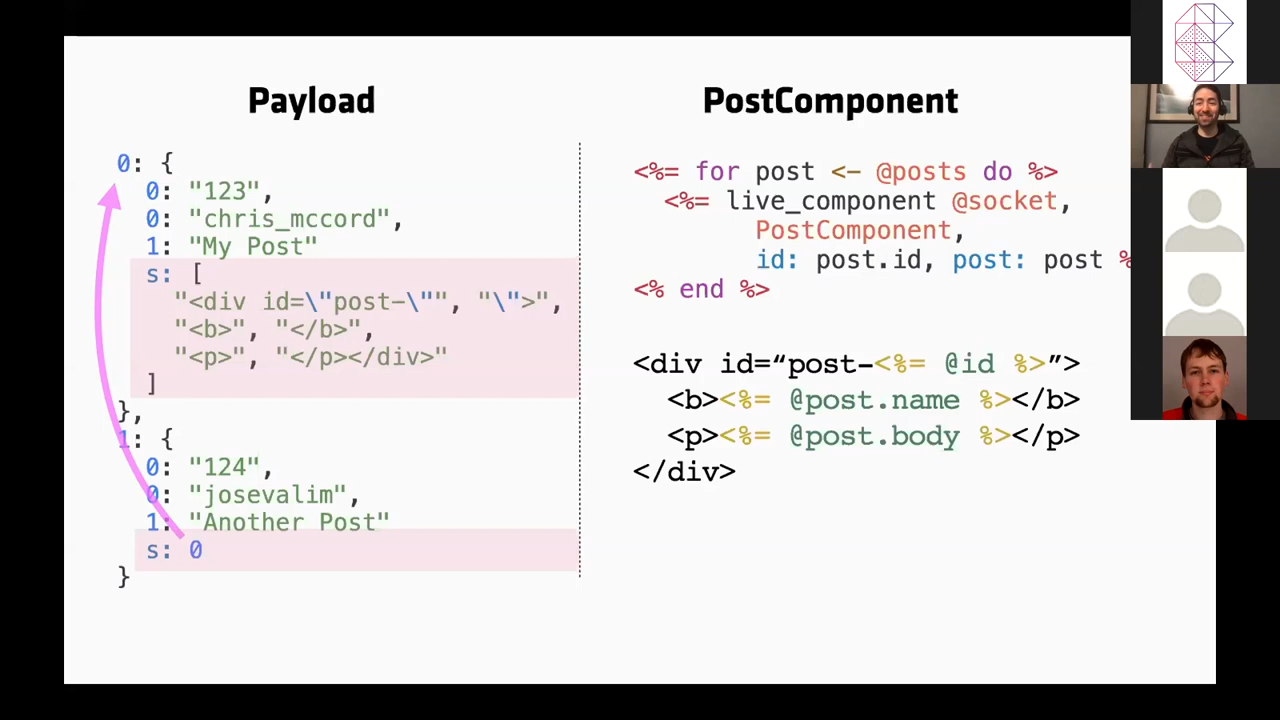 Payload
0: {
0: "123",
0: "chris_mccord",
1: "My Post"
s: [
"<div id=\"post-\"", "\">",
"<b>", "</b>",
"<p>", "</p></div>"
]
},
1: {
0: "124",
0: "josevalim",
1: "Another Post"
s: 0
}
PostComponent
<%= for post <- @posts do %>
<%= live_component @socket,
PostComponent,
id: post.id, post: post %
<% end %>
<div id=“post-<%= @id %>”>
<b><%= @post.name %></b>
<p><%= @post.body %></p>
</div>